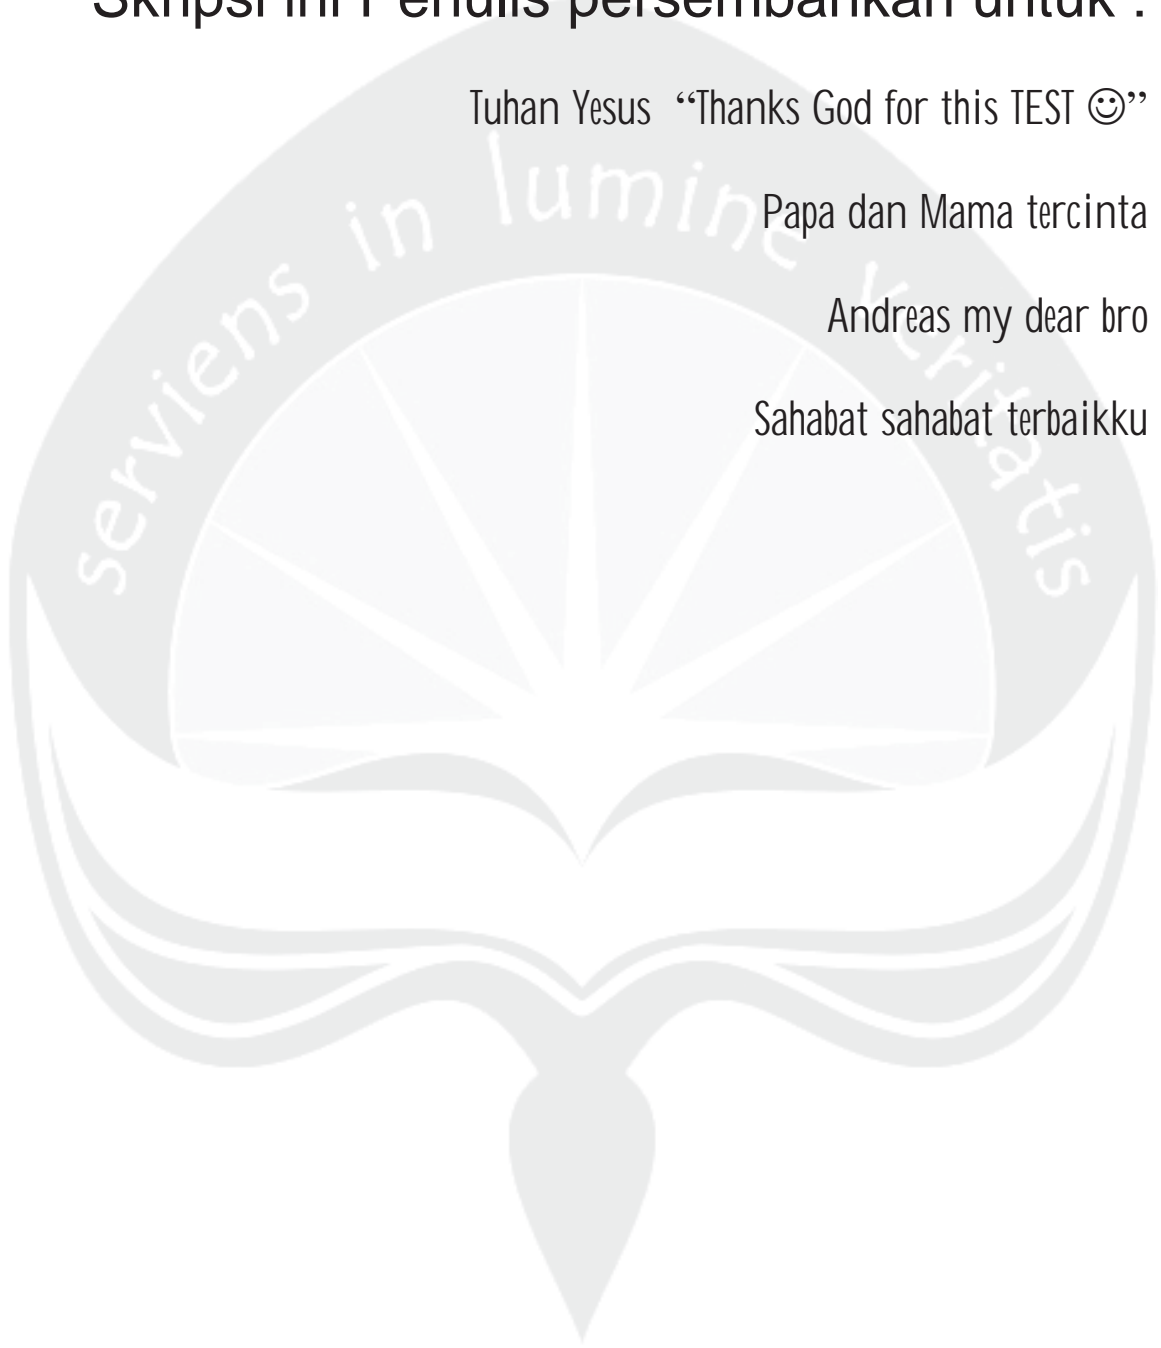 Skripsi ini Penulis persembahkan untuk :
Tuhan Yesus “Thanks God for this TEST ☺”
Papa dan Mama tercinta
Andreas my dear bro
Sahabat sahabat terbaikku
serviens in lumine veritatis